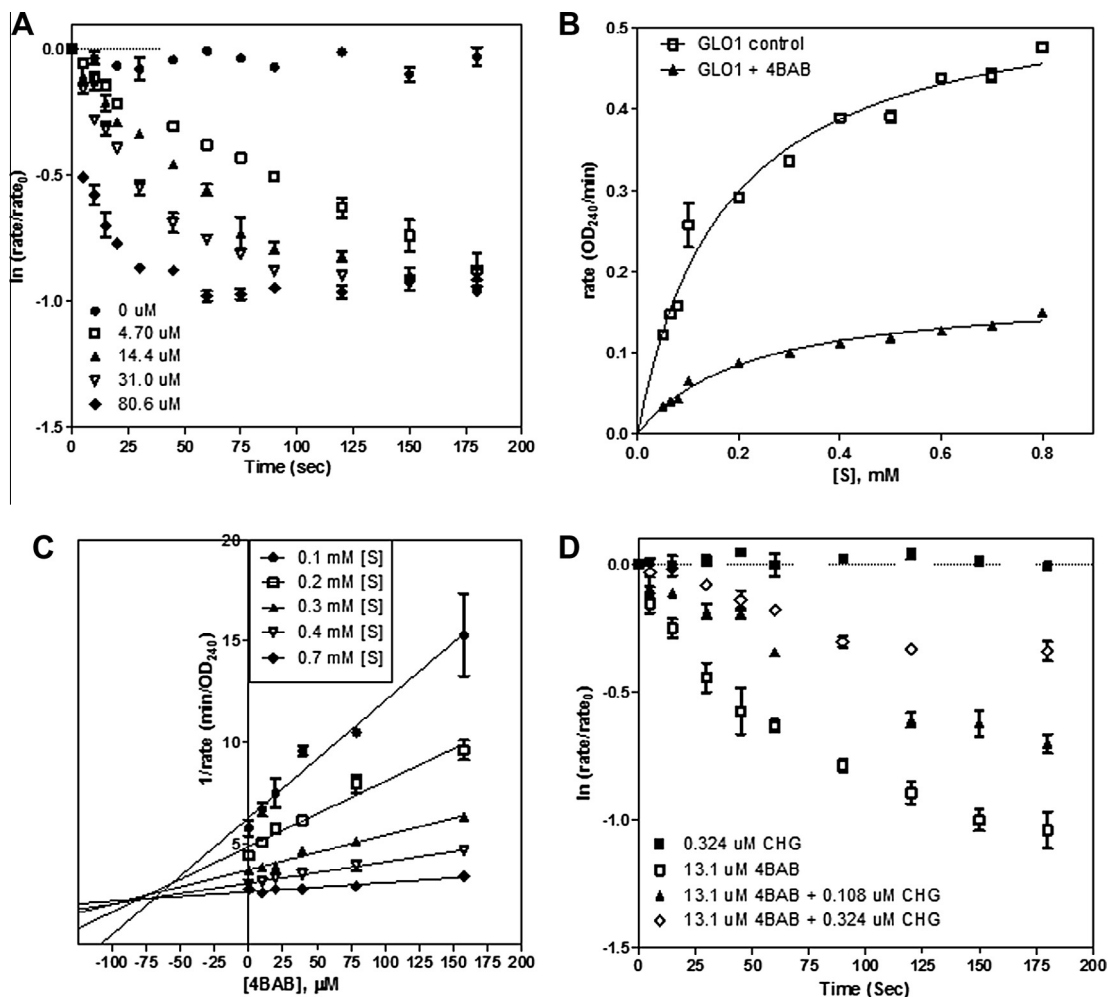 A
ln (rate/rate0)
0.0
-0.5
-1.0
-1.5
0 uM
4.70 uM
14.4 uM
31.0 uM
80.6 uM
0 25 50 75 100 125 150 175 200
Time (sec)
B
rate (OD240/min)
0.5
0.4
0.3
0.2
0.1
0.0
GLO1 control
GLO1 + 4BAB
0.0 0.2 0.4 0.6 0.8
[S], mM
C
1/rate (min/OD240)
20
15
10
5
0.1 mM [S]
0.2 mM [S]
0.3 mM [S]
0.4 mM [S]
0.7 mM [S]
-100 -75 -50 -25 0 25 50 75 100 125 150 175
[4BAB], µM
D
ln (rate/rate0)
0.0
-0.5
-1.0
-1.5
0.324 uM CHG
13.1 uM 4BAB
13.1 uM 4BAB + 0.108 uM CHG
13.1 uM 4BAB + 0.324 uM CHG
0 25 50 75 100 125 150 175 200
Time (Sec)